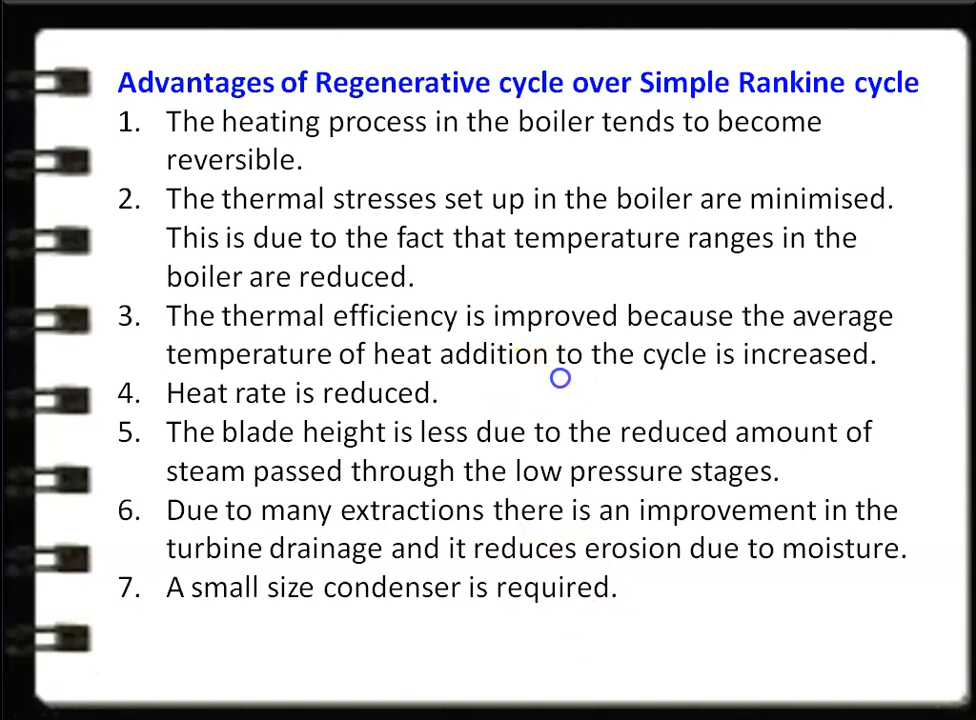 Advantages of Regenerative cycle over Simple Rankine cycle
1. The heating process in the boiler tends to become
reversible.
2. The thermal stresses set up in the boiler are minimised.
This is due to the fact that temperature ranges in the
boiler are reduced.
3. The thermal efficiency is improved because the average
temperature of heat addition to the cycle is increased.
4. Heat rate is reduced.
5. The blade height is less due to the reduced amount of
steam passed through the low pressure stages.
6. Due to many extractions there is an improvement in the
turbine drainage and it reduces erosion due to moisture.
7. A small size condenser is required.